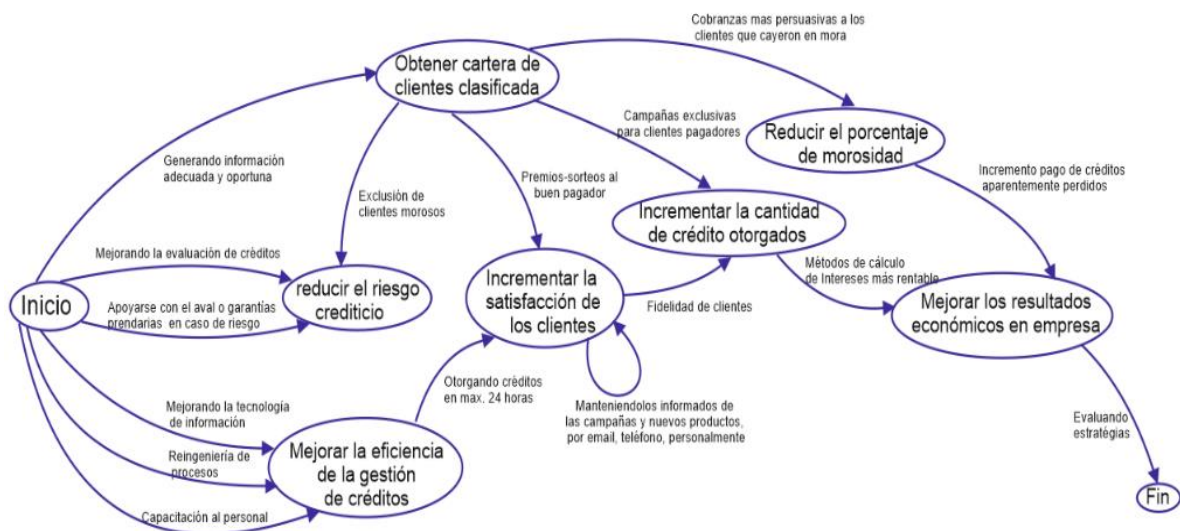 Cobranzas mas persuasivas a los
clientes que cayeron en mora
Obtener cartera de
clientes clasificada
Campañas exclusivas
para clientes pagadores
Reducir el porcentaje
de morosidad
Generando información
adecuada y oportuna
Premios-sorteos al
buen pagador
Incremento pago de créditos
aparentemente perdidos
Exclusión de
clientes morosos
Incrementar la cantidad
de crédito otorgados
Mejorando la evaluación de créditos
Inicio
Apoyarse con el aval o garantías
prendarias en caso de riesgo
reducir el riesgo
crediticio
Incrementar la
satisfacción de
los clientes
Fidelidad de clientes
Métodos de cálculo
de Intereses más rentable
Mejorar los resultados
económicos en empresa
Otorgando crèditos
en max. 24 horas
Mejorando la tecnología
de información
Manteniendolos informados de
las campañas y nuevos productos,
por email, teléfono, personalmente
Evaluando
estratégias
Reingeniería de
procesos
Mejorar la eficiencia
de la gestión
de créditos
Capacitación al personal
Fin